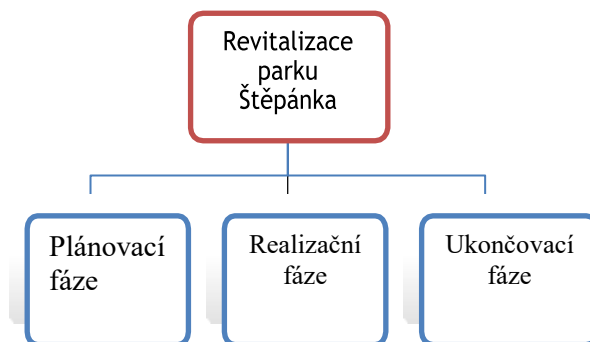 Revitalizace
parku
Štěpánka
Plánovací
fáze
Realizační
fáze
Ukončovací
fáze